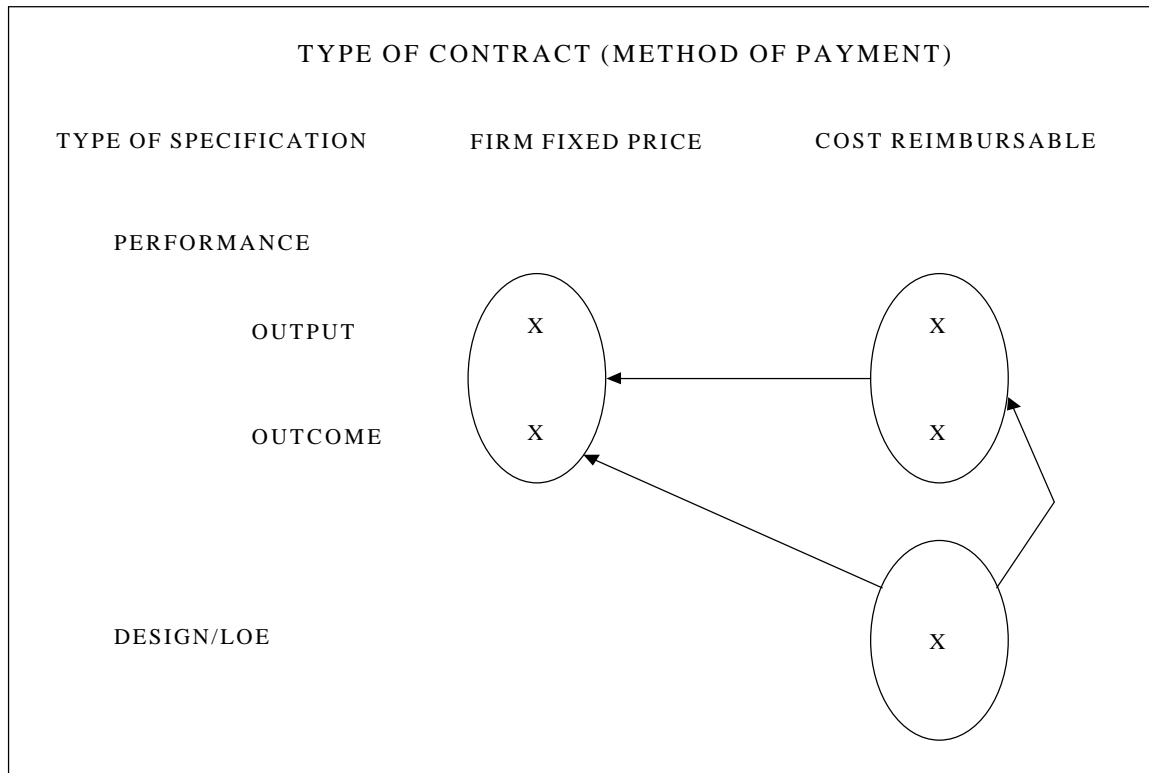 TYPE OF CONTRACT (METHOD OF PAYMENT)
TYPE OF SPECIFICATION FIRM FIXED PRICE COST REIMBURSABLE
PERFORMANCE
OUTPUT X X
OUTCOME X X
DESIGN/LOE X